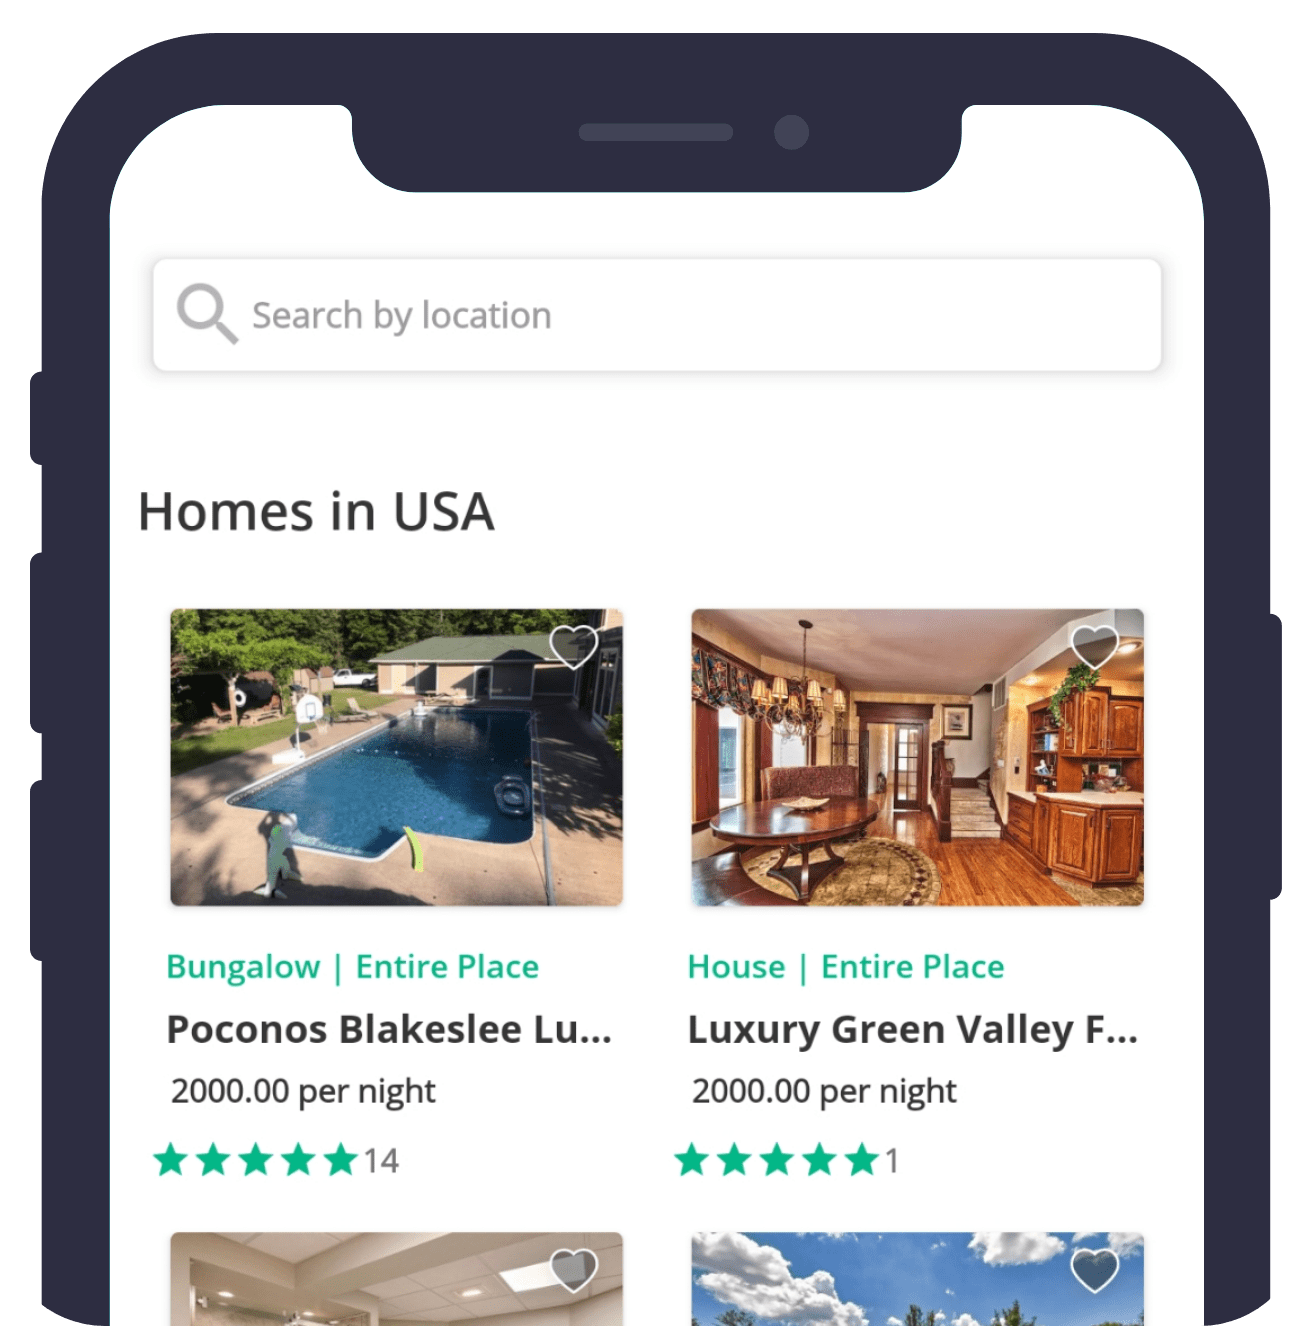 Search by location
Homes in USA
Bungalow | Entire Place
Poconos Blakeslee Lu...
2000.00 per night
14
House | Entire Place
Luxury Green Valley F...
2000.00 per night
1